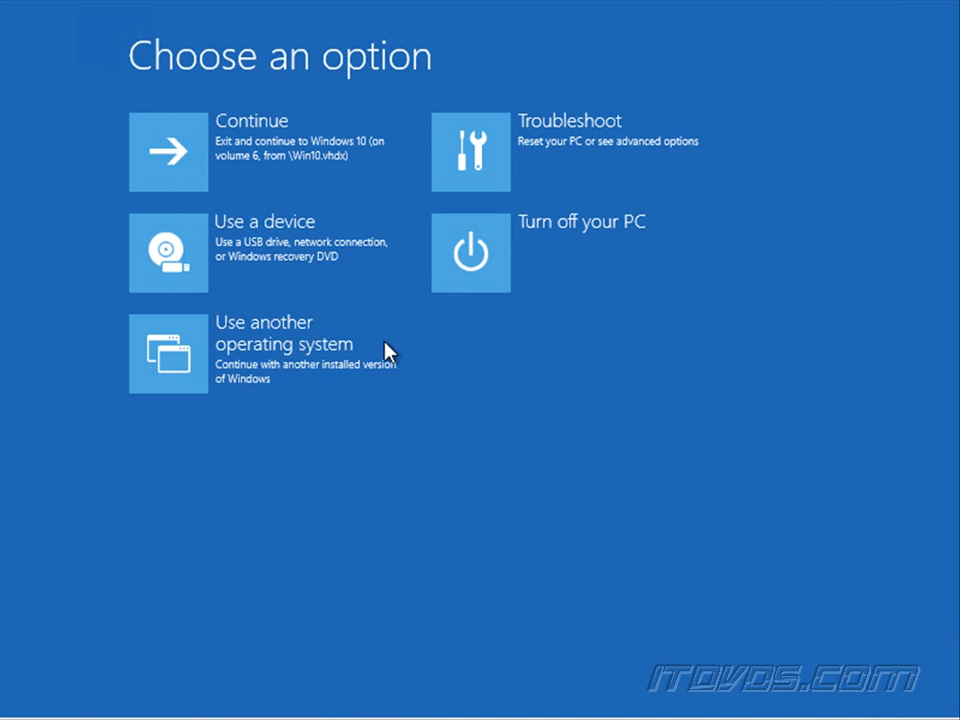 Choose an option
Continue
Exit and continue to Windows 10 (on
volume 6, from \Win10.vhdx)
Troubleshoot
Reset your PC or see advanced options
Use a device
Use a USB drive, network connection,
or Windows recovery DVD
Turn off your PC
Use another
operating system
Continue with another installed version
of Windows
ITDVDS.COM